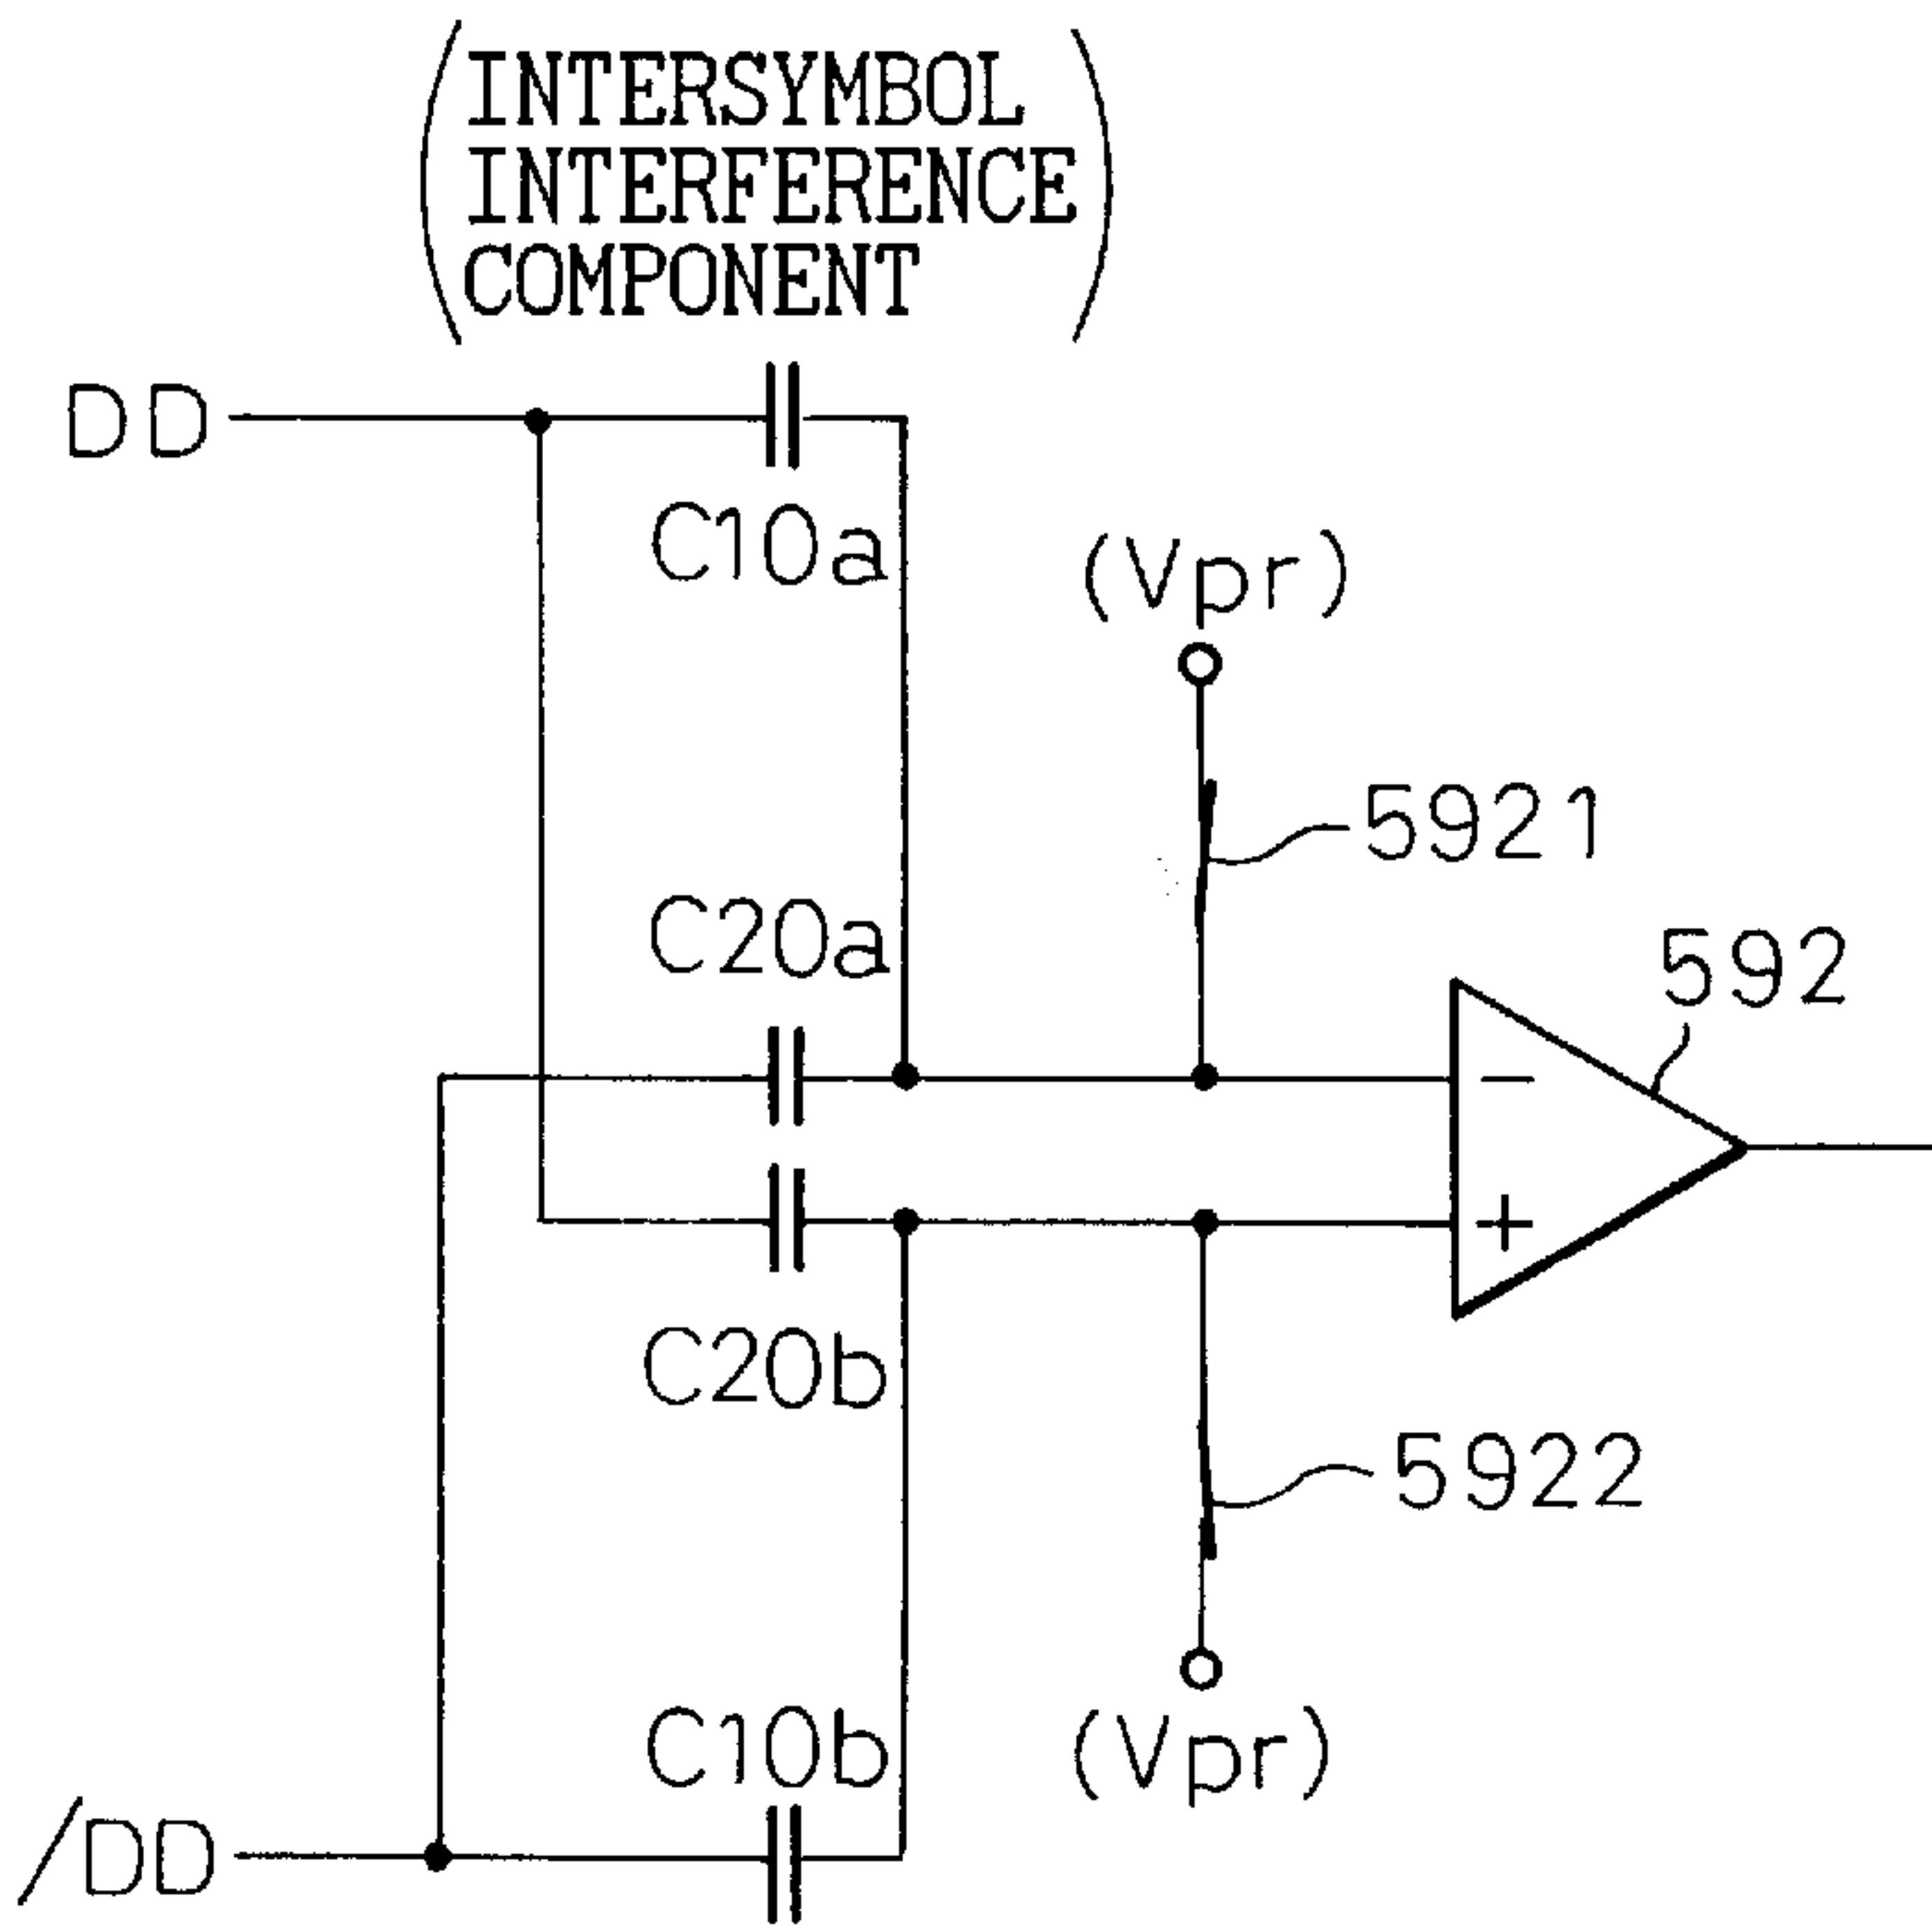 (INTERSYMBOL
INTERFERENCE
COMPONENT)
DD
C10a
(Vpr)
5921
C20a
592
−
+
C20b
5922
C10b
(Vpr)
/DD